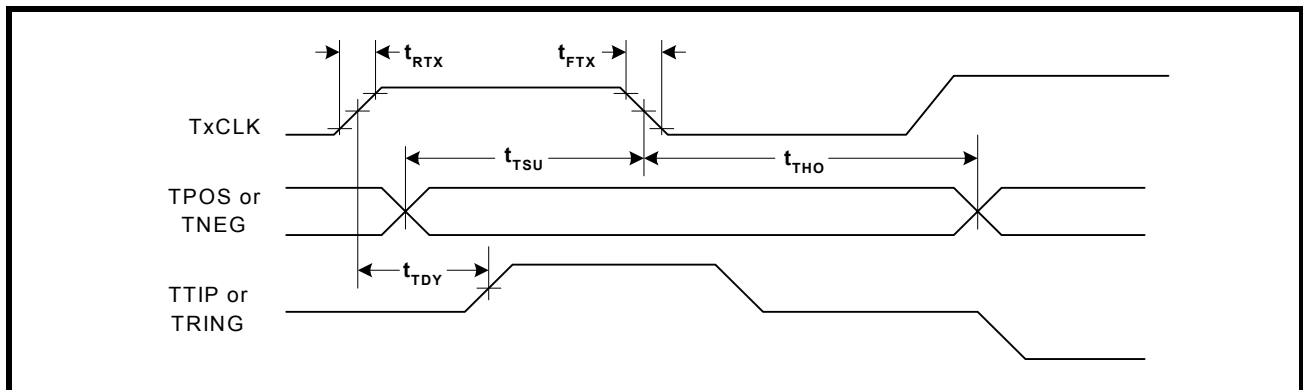 tRTX
tFTX
TxCLK
tTSU
tTHO
TPOS or
TNEG
tTDY
TTIP or
TRING